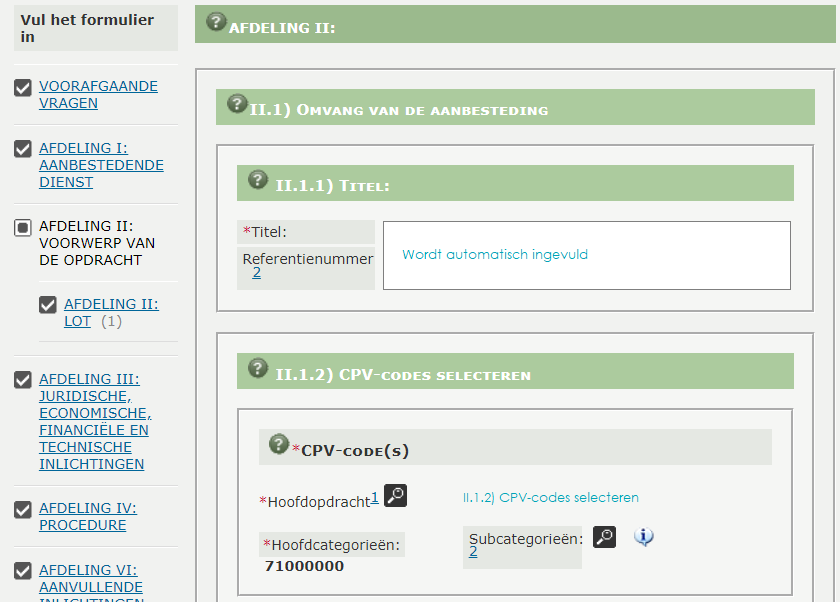 Vul het formulier
in
VOORAFGAANDE
VRAGEN
AFDELING I:
AANBESTEDENDE
DIENST
AFDELING II:
VOORWERP VAN
DE OPDRACHT
AFDELING II:
LOT (1)
AFDELING III:
JURIDISCHE,
ECONOMISCHE,
FINANCIËLE EN
TECHNISCHE
INLICHTINGEN
AFDELING IV:
PROCEDURE
AFDELING VI:
AANVULLENDE
INLICHTINGEN
AFDELING II:
II.1) Omvang van de aanbesteding
II.1.1) Titel:
*Titel:
Referentienummer
2
Wordt automatisch ingevuld
II.1.2) CPV-codes selecteren
*CPV-code(s)
*Hoofdopdracht1
II.1.2) CPV-codes selecteren
*Hoofdcategorieën:
71000000
Subcategorieën:
2